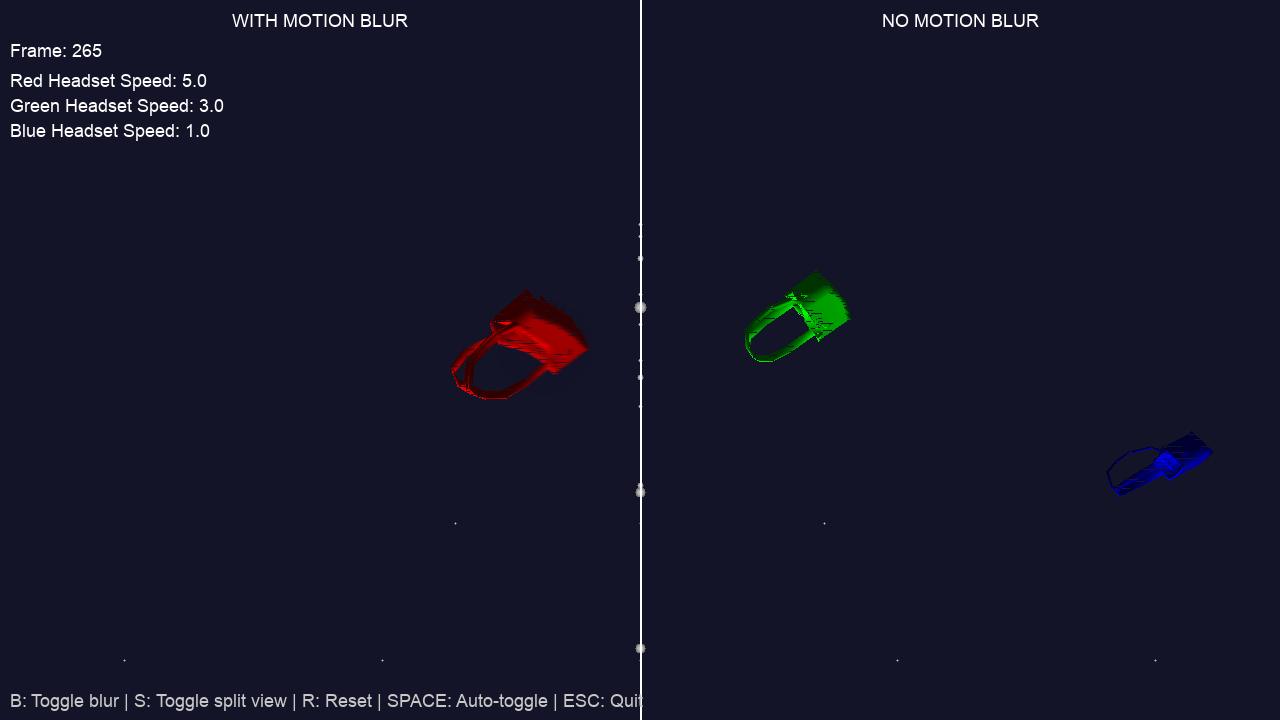 WITH MOTION BLUR
NO MOTION BLUR
Frame: 265
Red Headset Speed: 5.0
Green Headset Speed: 3.0
Blue Headset Speed: 1.0
B: Toggle blur | S: Toggle split view | R: Reset | SPACE: Auto-toggle | ESC: Quit